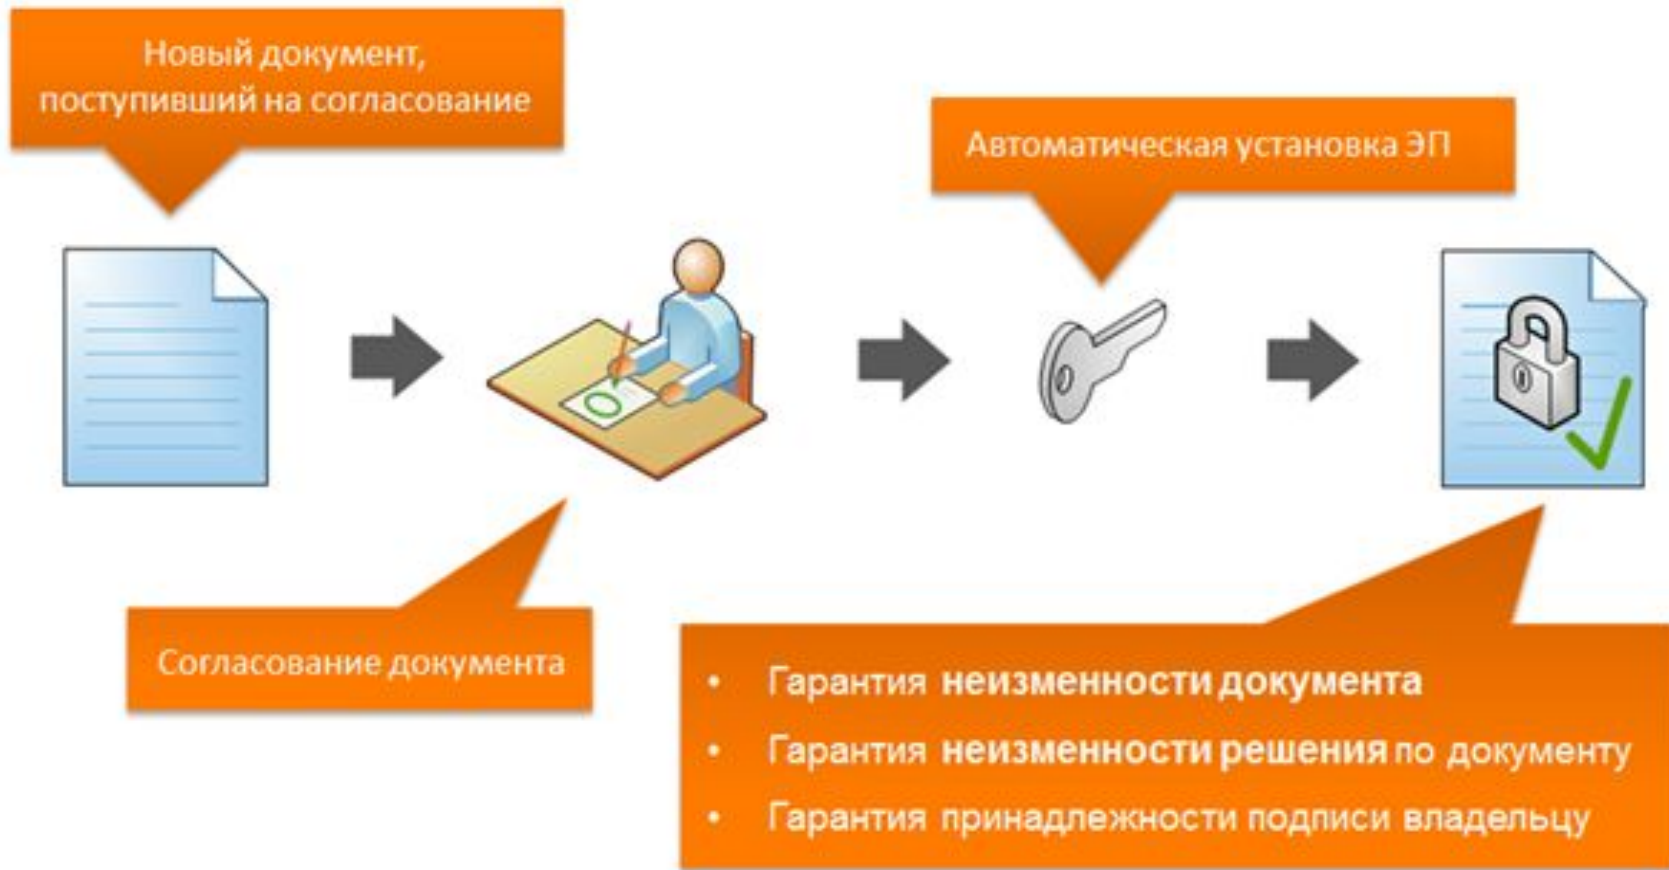 Новый документ,
поступивший на согласование
Автоматическая установка ЭП
Согласование документа
• Гарантия неизменности документа
• Гарантия неизменности решения по документу
• Гарантия принадлежности подписи владельцу